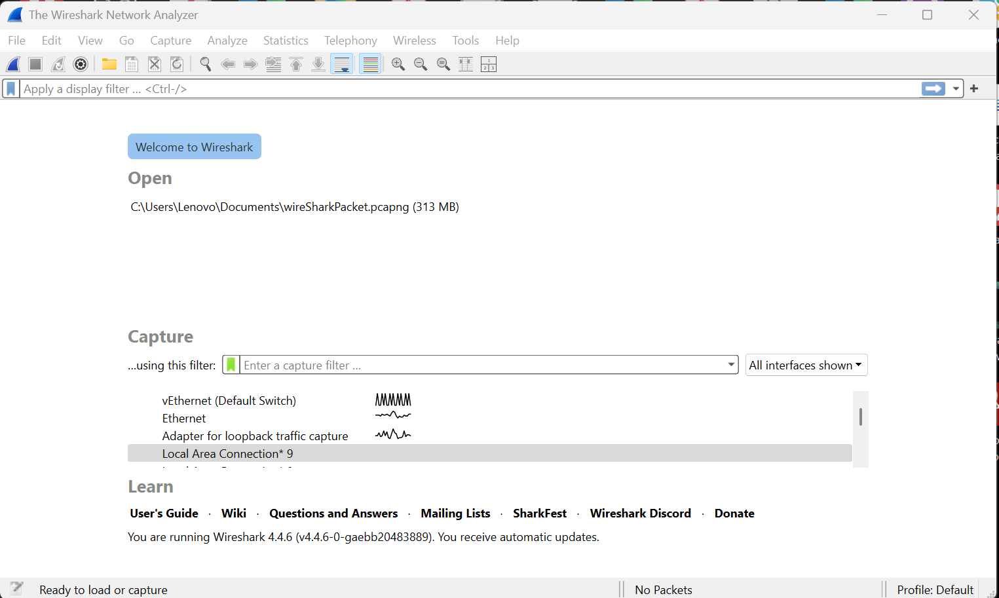 The Wireshark Network Analyzer
File Edit View Go Capture Analyze Statistics Telephony Wireless Tools Help
Apply a display filter ... <Ctrl-/>
Welcome to Wireshark
Open
C:\Users\Lenovo\Documents\wireSharkPacket.pcapng (313 MB)
Capture
...using this filter: Enter a capture filter ... All interfaces shown
vEthernet (Default Switch)
Ethernet
Adapter for loopback traffic capture
Local Area Connection* 9
Learn
User's Guide · Wiki · Questions and Answers · Mailing Lists · SharkFest · Wireshark Discord · Donate
You are running Wireshark 4.4.6 (v4.4.6-0-gaebb20483889). You receive automatic updates.
Ready to load or capture No Packets Profile: Default